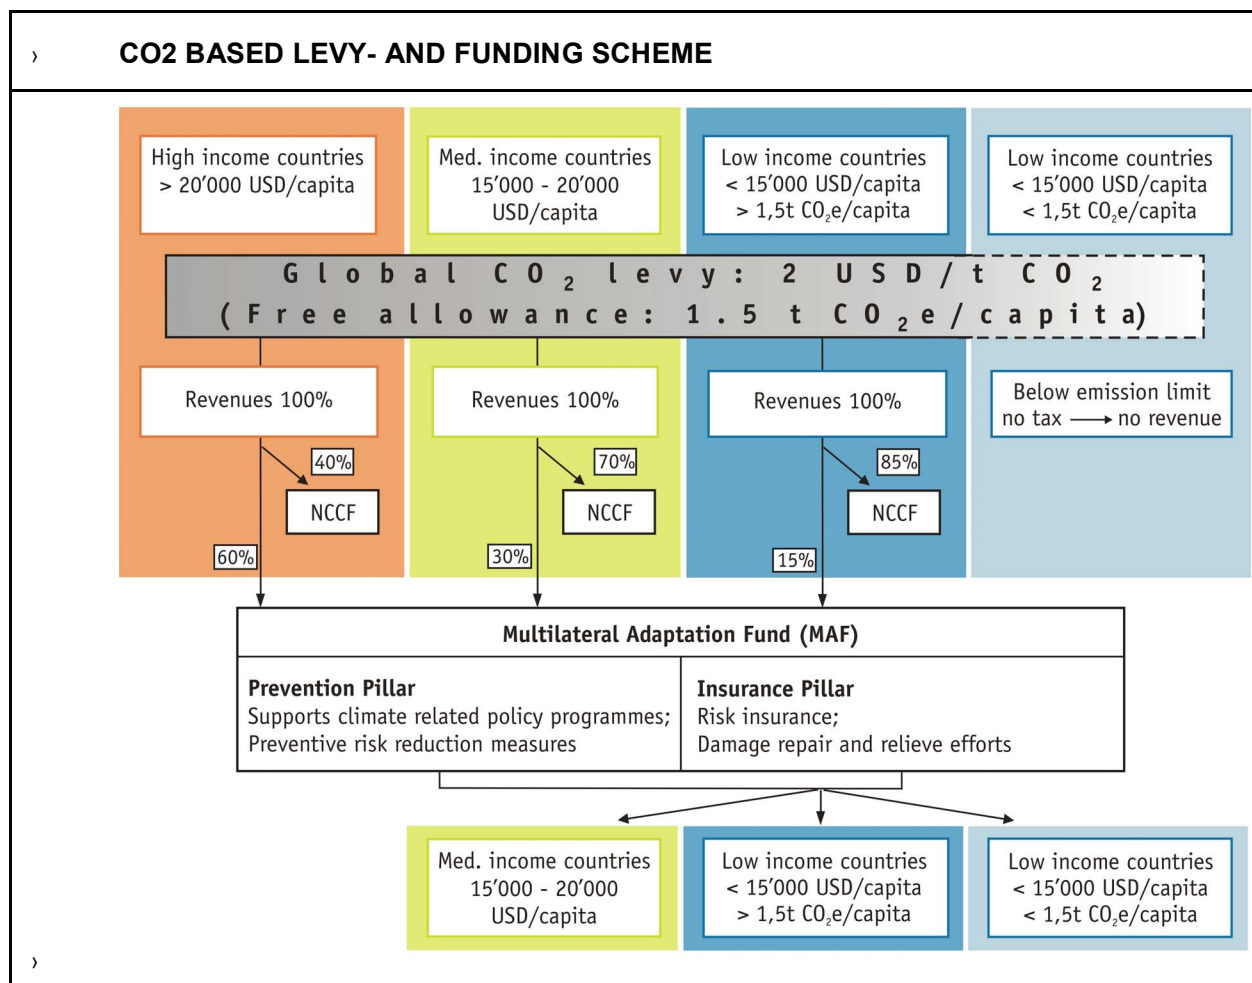 › CO2 BASED LEVY- AND FUNDING SCHEME
High income countries
> 20’000 USD/capita
Med. income countries
15’000 - 20’000
USD/capita
Low income countries
< 15’000 USD/capita
> 1,5t CO₂e/capita
Low income countries
< 15’000 USD/capita
< 1,5t CO₂e/capita
Global CO₂ levy: 2 USD/t CO₂
(Free allowance: 1.5 t CO₂e/capita)
Revenues 100%
Revenues 100%
Revenues 100%
Below emission limit
no tax ⟶ no revenue
40%
70%
85%
NCCF
NCCF
NCCF
60%
30%
15%
Multilateral Adaptation Fund (MAF)
Prevention Pillar
Supports climate related policy programmes;
Preventive risk reduction measures
Insurance Pillar
Risk insurance;
Damage repair and relieve efforts
Med. income countries
15’000 - 20’000
USD/capita
Low income countries
< 15’000 USD/capita
> 1,5t CO₂e/capita
Low income countries
< 15’000 USD/capita
< 1,5t CO₂e/capita
›